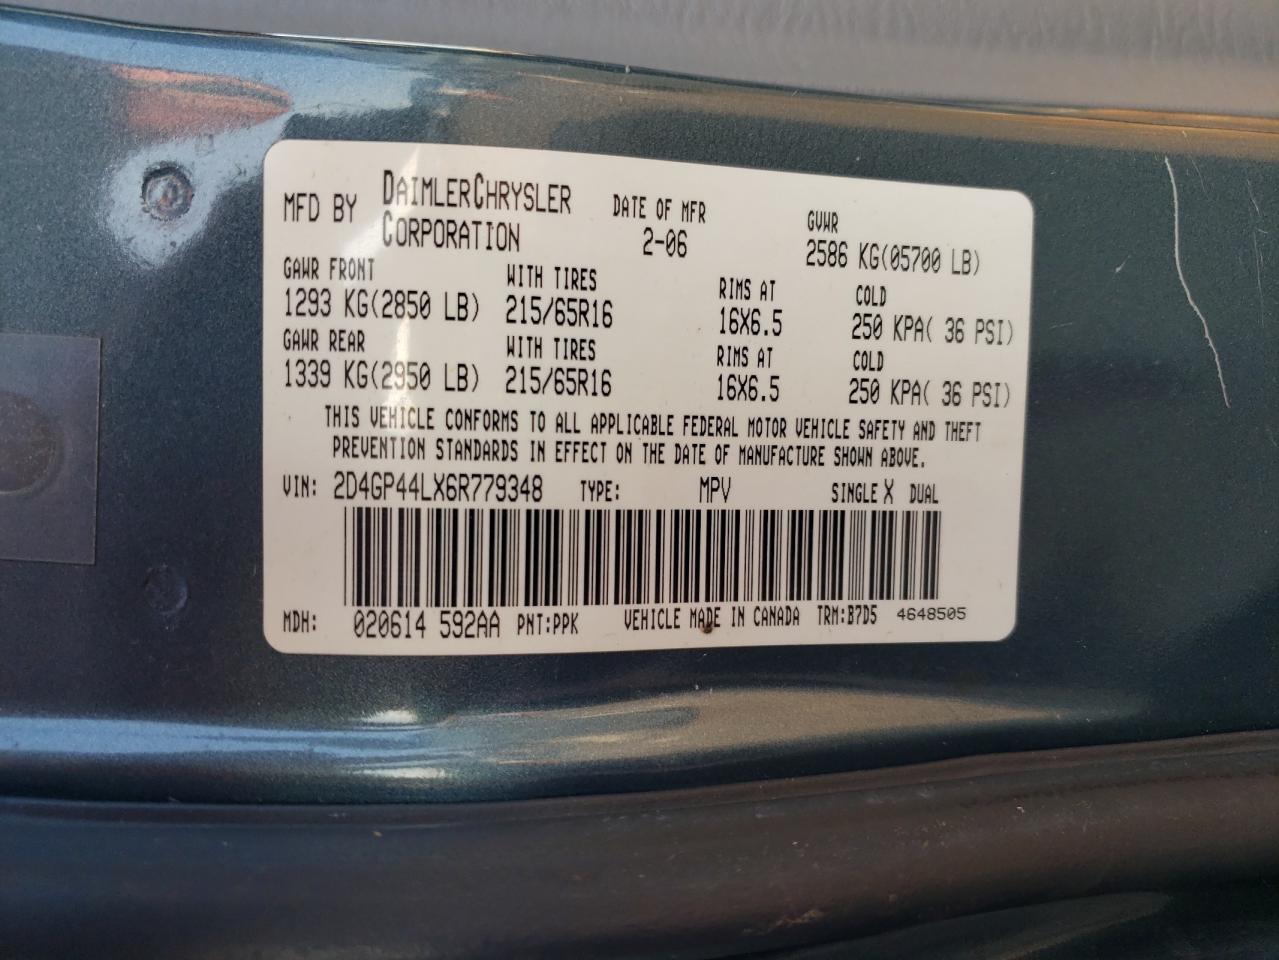 MFD BY DAIMLERCHRYSLER CORPORATION DATE OF MFR 2-06 GVWR 2586 KG(05700 LB)
GAWR FRONT WITH TIRES RIMS AT COLD
1293 KG(2850 LB) 215/65R16 16X6.5 250 KPA( 36 PSI)
GAWR REAR WITH TIRES RIMS AT COLD
1339 KG(2950 LB) 215/65R16 16X6.5 250 KPA( 36 PSI)
THIS VEHICLE CONFORMS TO ALL APPLICABLE FEDERAL MOTOR VEHICLE SAFETY AND THEFT
PREVENTION STANDARDS IN EFFECT ON THE DATE OF MANUFACTURE SHOWN ABOVE.
VIN: 2D4GP44LX6R779348 TYPE: MPV SINGLE X DUAL
MDH: 020614 592AA PNT:PPK VEHICLE MADE IN CANADA TRM:B7D5 4648505